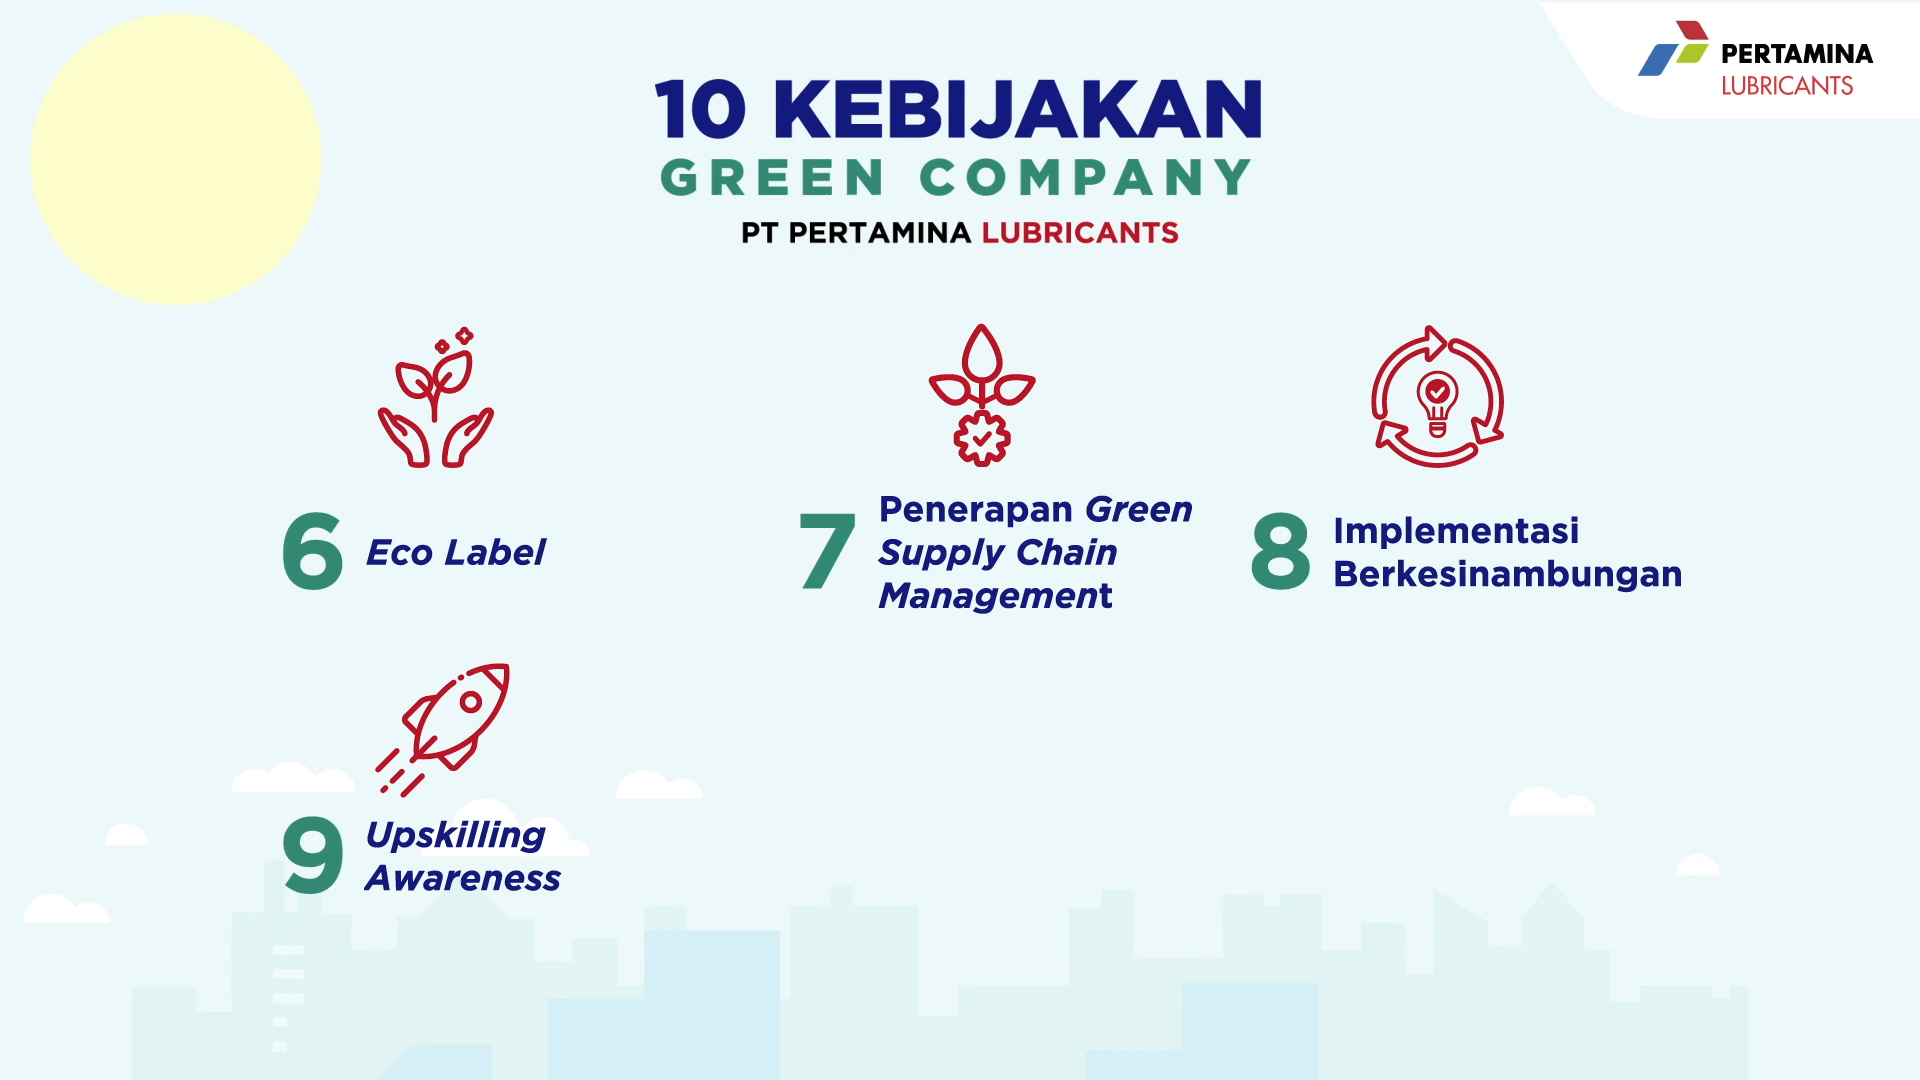 PERTAMINA
LUBRICANTS
10 KEBIJAKAN
GREEN COMPANY
PT PERTAMINA LUBRICANTS
6 Eco Label
7 Penerapan Green
Supply Chain
Management
8 Implementasi
Berkesinambungan
9 Upskilling
Awareness